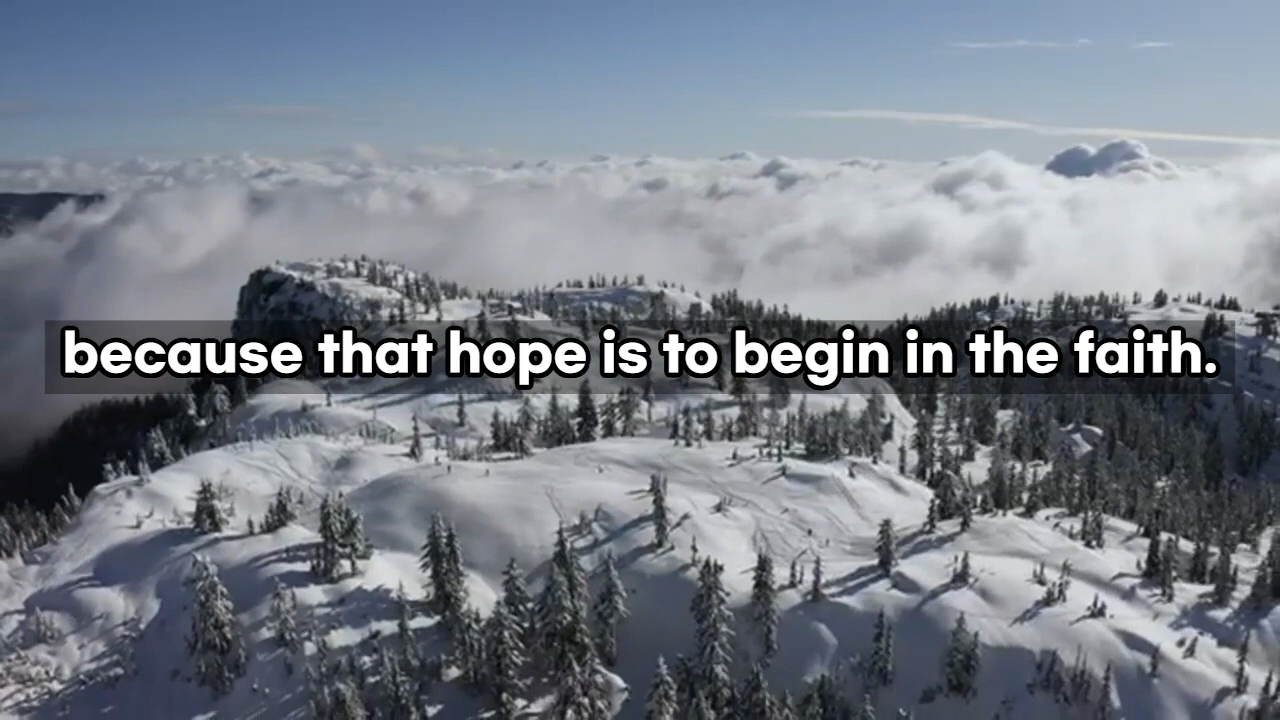 because that hope is to begin in the faith.